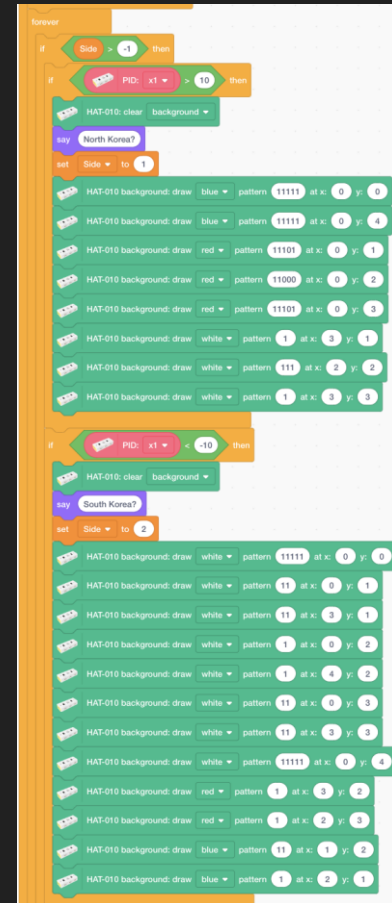 forever
if Side > -1 then
if PID: x1 > 10 then
HAT-010: clear background
say North Korea?
set Side to 1
HAT-010 background: draw blue pattern 11111 at x: 0 y: 0
HAT-010 background: draw blue pattern 11111 at x: 0 y: 4
HAT-010 background: draw red pattern 11101 at x: 0 y: 1
HAT-010 background: draw red pattern 11000 at x: 0 y: 2
HAT-010 background: draw red pattern 11101 at x: 0 y: 3
HAT-010 background: draw white pattern 1 at x: 3 y: 1
HAT-010 background: draw white pattern 111 at x: 2 y: 2
HAT-010 background: draw white pattern 1 at x: 3 y: 3
if PID: x1 < -10 then
HAT-010: clear background
say South Korea?
set Side to 2
HAT-010 background: draw white pattern 11111 at x: 0 y: 0
HAT-010 background: draw white pattern 11 at x: 0 y: 1
HAT-010 background: draw white pattern 11 at x: 3 y: 1
HAT-010 background: draw white pattern 1 at x: 0 y: 2
HAT-010 background: draw white pattern 1 at x: 4 y: 2
HAT-010 background: draw white pattern 11 at x: 0 y: 3
HAT-010 background: draw white pattern 11 at x: 3 y: 3
HAT-010 background: draw white pattern 11111 at x: 0 y: 4
HAT-010 background: draw red pattern 1 at x: 3 y: 2
HAT-010 background: draw red pattern 1 at x: 2 y: 3
HAT-010 background: draw blue pattern 11 at x: 1 y: 2
HAT-010 background: draw blue pattern 1 at x: 2 y: 1